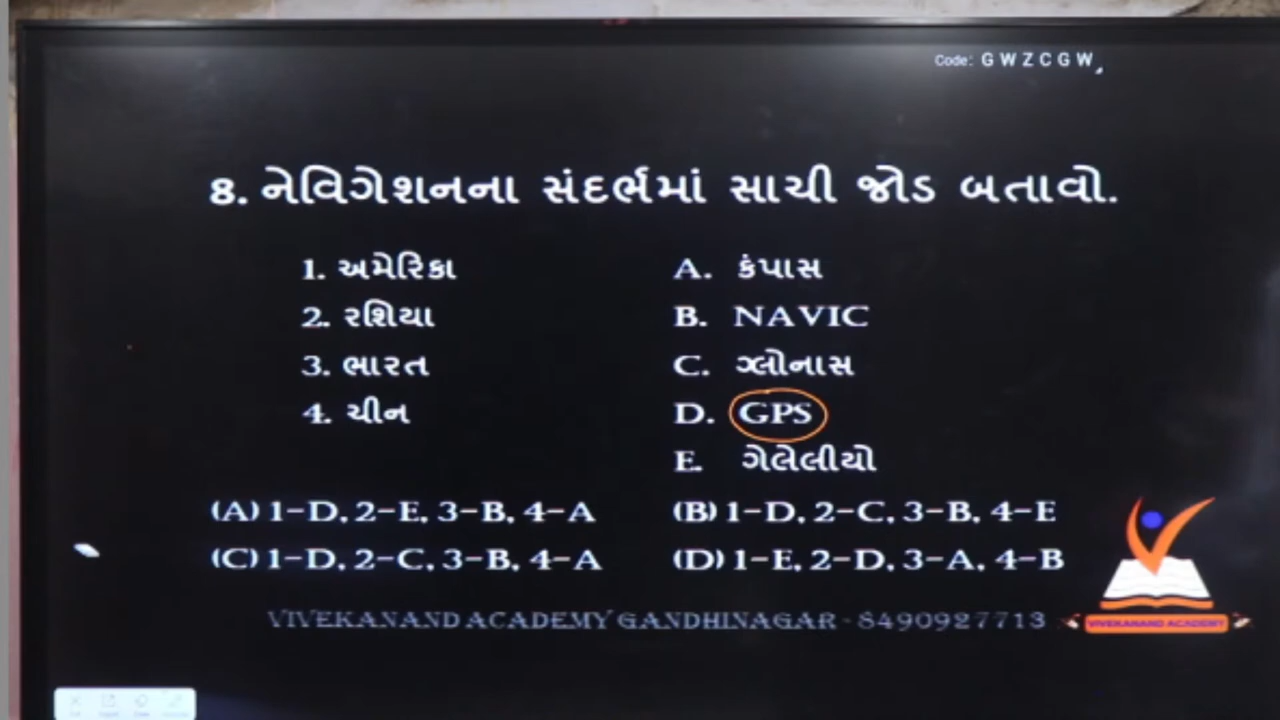 Code: GWZCGW
8. નેવિગેશનના સંદર્ભમાં સાચી જોડ બતાવો.
1. અમેરિકા A. કંપાસ
2. રશિયા B. NAVIC
3. ભારત C. ગ્લોનાસ
4. ચીન D. GPS
E. ગેલેલીયો
(A) 1-D, 2-E, 3-B, 4-A (B) 1-D, 2-C, 3-B, 4-E
(C) 1-D, 2-C, 3-B, 4-A (D) 1-E, 2-D, 3-A, 4-B
VIVEKANAND ACADEMY GANDHINAGAR - 8490927713
VIVEKANAND ACADEMY